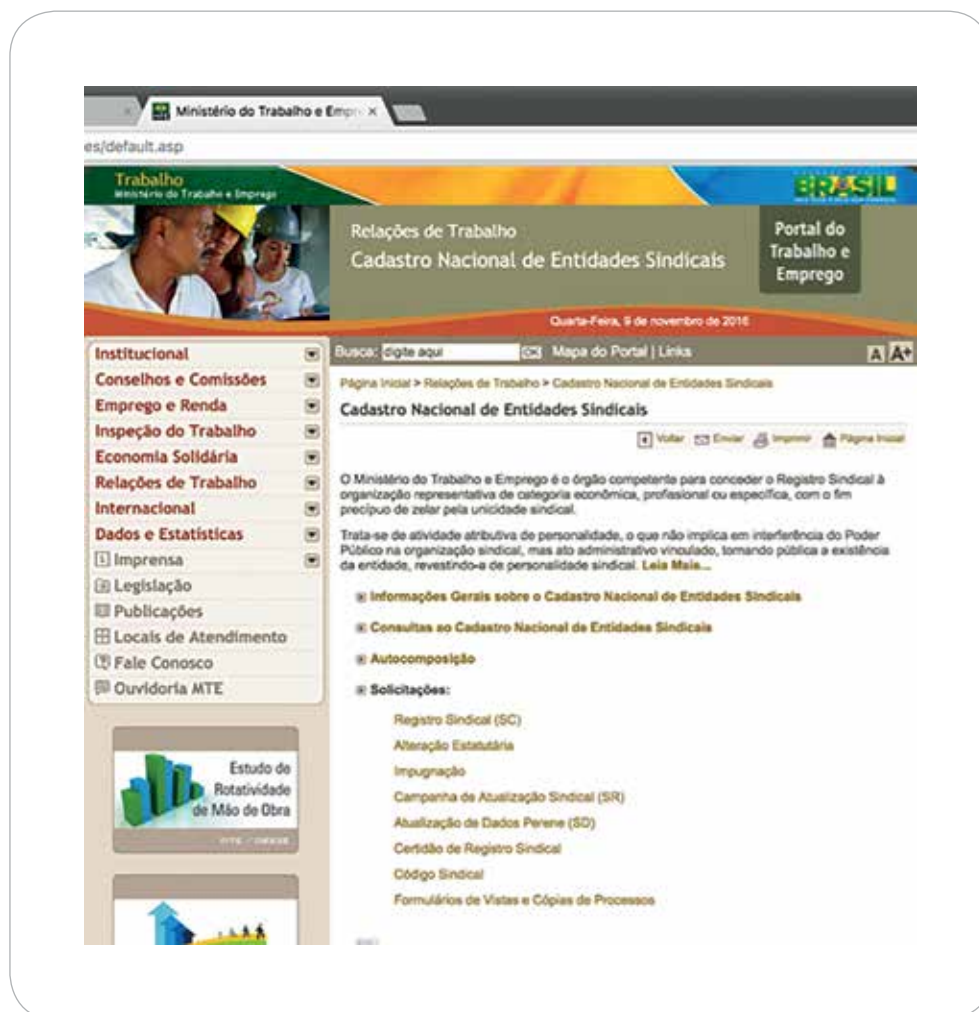 Ministério do Trabalho e Empr
es/default.asp
Trabalho
Ministério do Trabalho e Emprego
BRASIL
Relações de Trabalho
Cadastro Nacional de Entidades Sindicais
Portal do
Trabalho e
Emprego
Quarta-Feira, 9 de novembro de 2016
Institucional
Conselhos e Comissões
Emprego e Renda
Inspeção do Trabalho
Economia Solidária
Relações de Trabalho
Internacional
Dados e Estatísticas
Imprensa
Legislação
Publicações
Locais de Atendimento
Fale Conosco
Ouvidoria MTE
Estudo de
Rotatividade
de Mão de Obra
Busca: digite aqui OK Mapa do Portal | Links A A+
Página Inicial > Relações de Trabalho > Cadastro Nacional de Entidades Sindicais
Cadastro Nacional de Entidades Sindicais
Voltar Enviar Imprimir Página Inicial
O Ministério do Trabalho e Emprego é o órgão competente para conceder o Registro Sindical à
organização representativa de categoria econômica, profissional ou específica, com o fim
precípuo de zelar pela unicidade sindical.
Trata-se de atividade atributiva de personalidade, o que não implica em interferência do Poder
Público na organização sindical, mas ato administrativo vinculado, tornando pública a existência
da entidade, revestindo-a de personalidade sindical. Leia Mais...
Informações Gerais sobre o Cadastro Nacional de Entidades Sindicais
Consultas ao Cadastro Nacional de Entidades Sindicais
Autocomposição
Solicitações:
Registro Sindical (SC)
Alteração Estatutária
Impugnação
Campanha de Atualização Sindical (SR)
Atualização de Dados Perene (SD)
Certidão de Registro Sindical
Código Sindical
Formulários de Vistas e Cópias de Processos